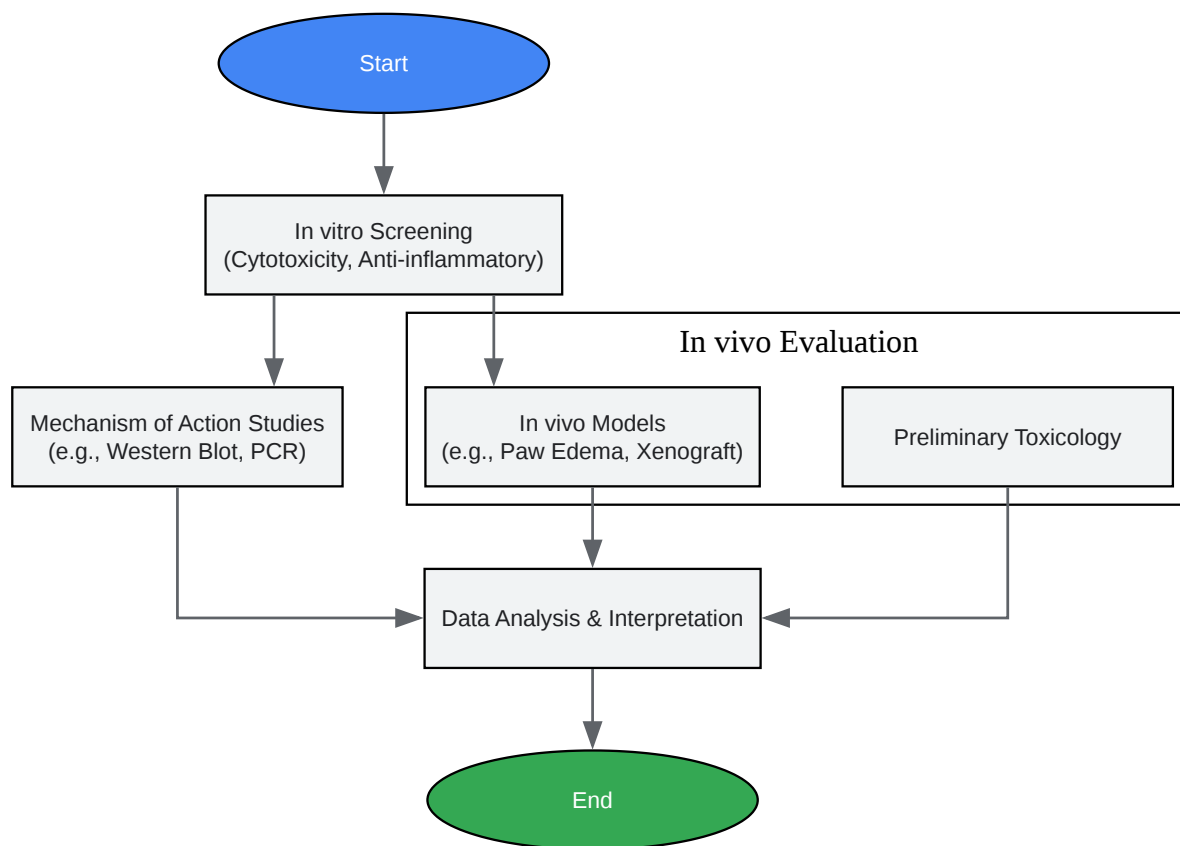 Start
In vitro Screening
(Cytotoxicity, Anti-inflammatory)
In vivo Evaluation
Mechanism of Action Studies
(e.g., Western Blot, PCR)
In vivo Models
(e.g., Paw Edema, Xenograft)
Preliminary Toxicology
Data Analysis & Interpretation
End